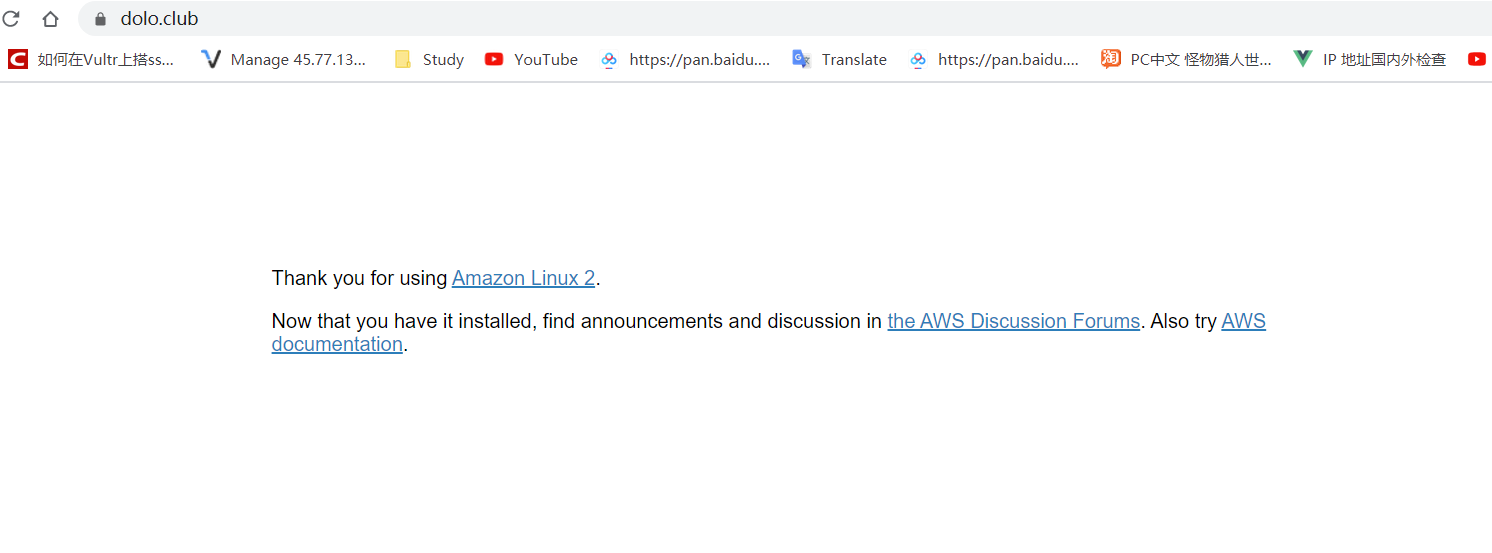 dolo.club
如何在Vultr上搭ss... Manage 45.77.13... Study YouTube https://pan.baidu.... Translate https://pan.baidu.... PC中文 怪物猎人世... IP 地址国内外检查
Thank you for using Amazon Linux 2.
Now that you have it installed, find announcements and discussion in the AWS Discussion Forums. Also try AWS
documentation.